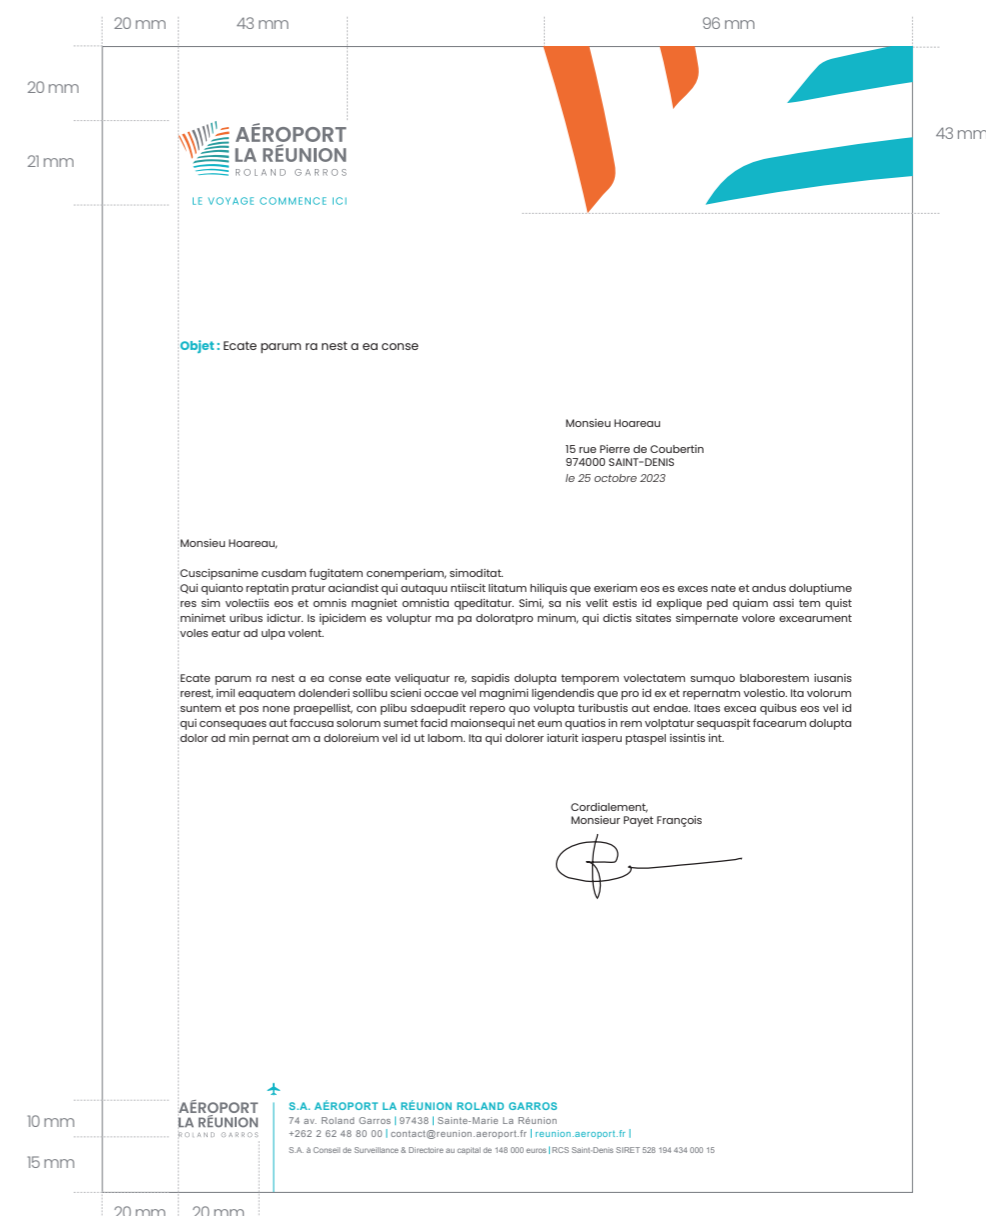 20 mm
43 mm
96 mm
20 mm
21 mm
43 mm
AÉROPORT
LA RÉUNION
ROLAND GARROS
LE VOYAGE COMMENCE ICI
Objet : Ecate parum ra nest a ea conse
Monsieu Hoareau
15 rue Pierre de Coubertin
974000 SAINT-DENIS
le 25 octobre 2023
Monsieu Hoareau,
Cuscipsanime cusdam fugitatem conemperiam, simoditat.
Qui quianto reptatin pratur aciandist qui autaquu ntiiscit litatum hiliquis que exeriam eos es exces nate et andus doluptiume
res sim volectiis eos et omnis magniet omnistia qpeditatur. Simi, sa nis velit estis id explique ped quiam assi tem quist
minimet uribus idictur. Is ipicidem es voluptur ma pa doloratpro minum, qui dictis sitates simpernate volore excearument
voles eatur ad ulpa volent.
Ecate parum ra nest a ea conse eate veliquatur re, sapidis dolupta temporem volectatem sumquo blaborestem iusanis
rerest, imil eaquatem dolenderi sollibu scieni occae vel magnimi ligendendis que pro id ex et repernatm volestio. Ita volorum
suntem et pos none praepellist, con plibu sdaepudit repero quo volupta turibustis aut endae. Itaes excea quibus eos vel id
qui consequaes aut faccusa solorum sumet facid maionsequi net eum quatios in rem volptatur sequaspit facearum dolupta
dolor ad min pernat am a doloreium vel id ut labom. Ita qui dolorer iaturit iasperu ptaspel issintis int.
Cordialement,
Monsieur Payet François
10 mm
15 mm
AÉROPORT
LA RÉUNION
ROLAND GARROS
S.A. AÉROPORT LA RÉUNION ROLAND GARROS
74 av. Roland Garros | 97438 | Sainte-Marie La Réunion
+262 2 62 48 80 00 | contact@reunion.aeroport.fr | reunion.aeroport.fr |
S.A. à Conseil de Surveillance & Directoire au capital de 148 000 euros | RCS Saint-Denis SIRET 528 194 434 000 15
20 mm
20 mm